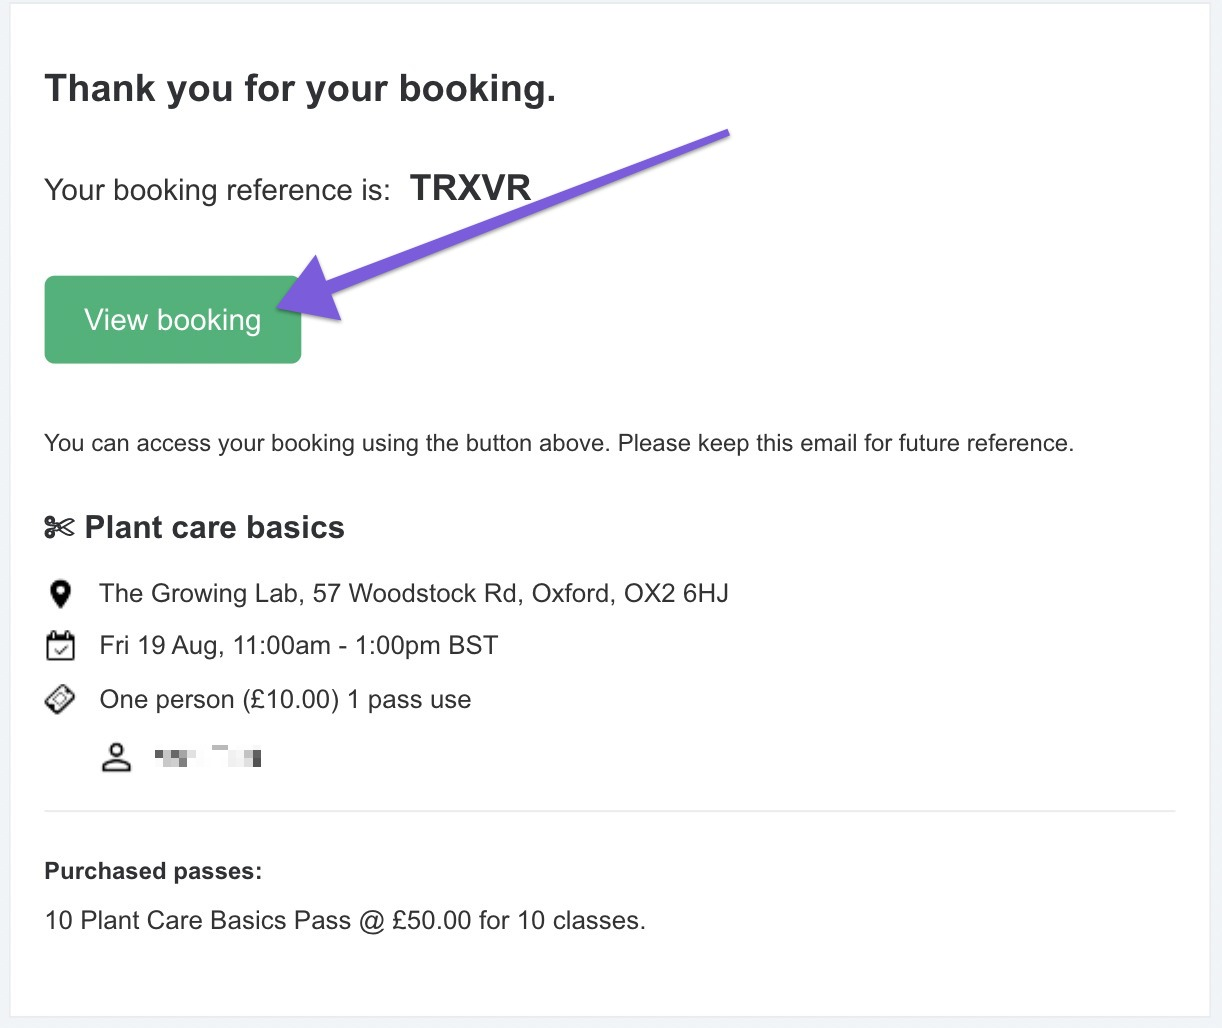 Thank you for your booking.
Your booking reference is: TRXVR
View booking
You can access your booking using the button above. Please keep this email for future reference.
Plant care basics
The Growing Lab, 57 Woodstock Rd, Oxford, OX2 6HJ
Fri 19 Aug, 11:00am - 1:00pm BST
One person (£10.00) 1 pass use
Purchased passes:
10 Plant Care Basics Pass @ £50.00 for 10 classes.